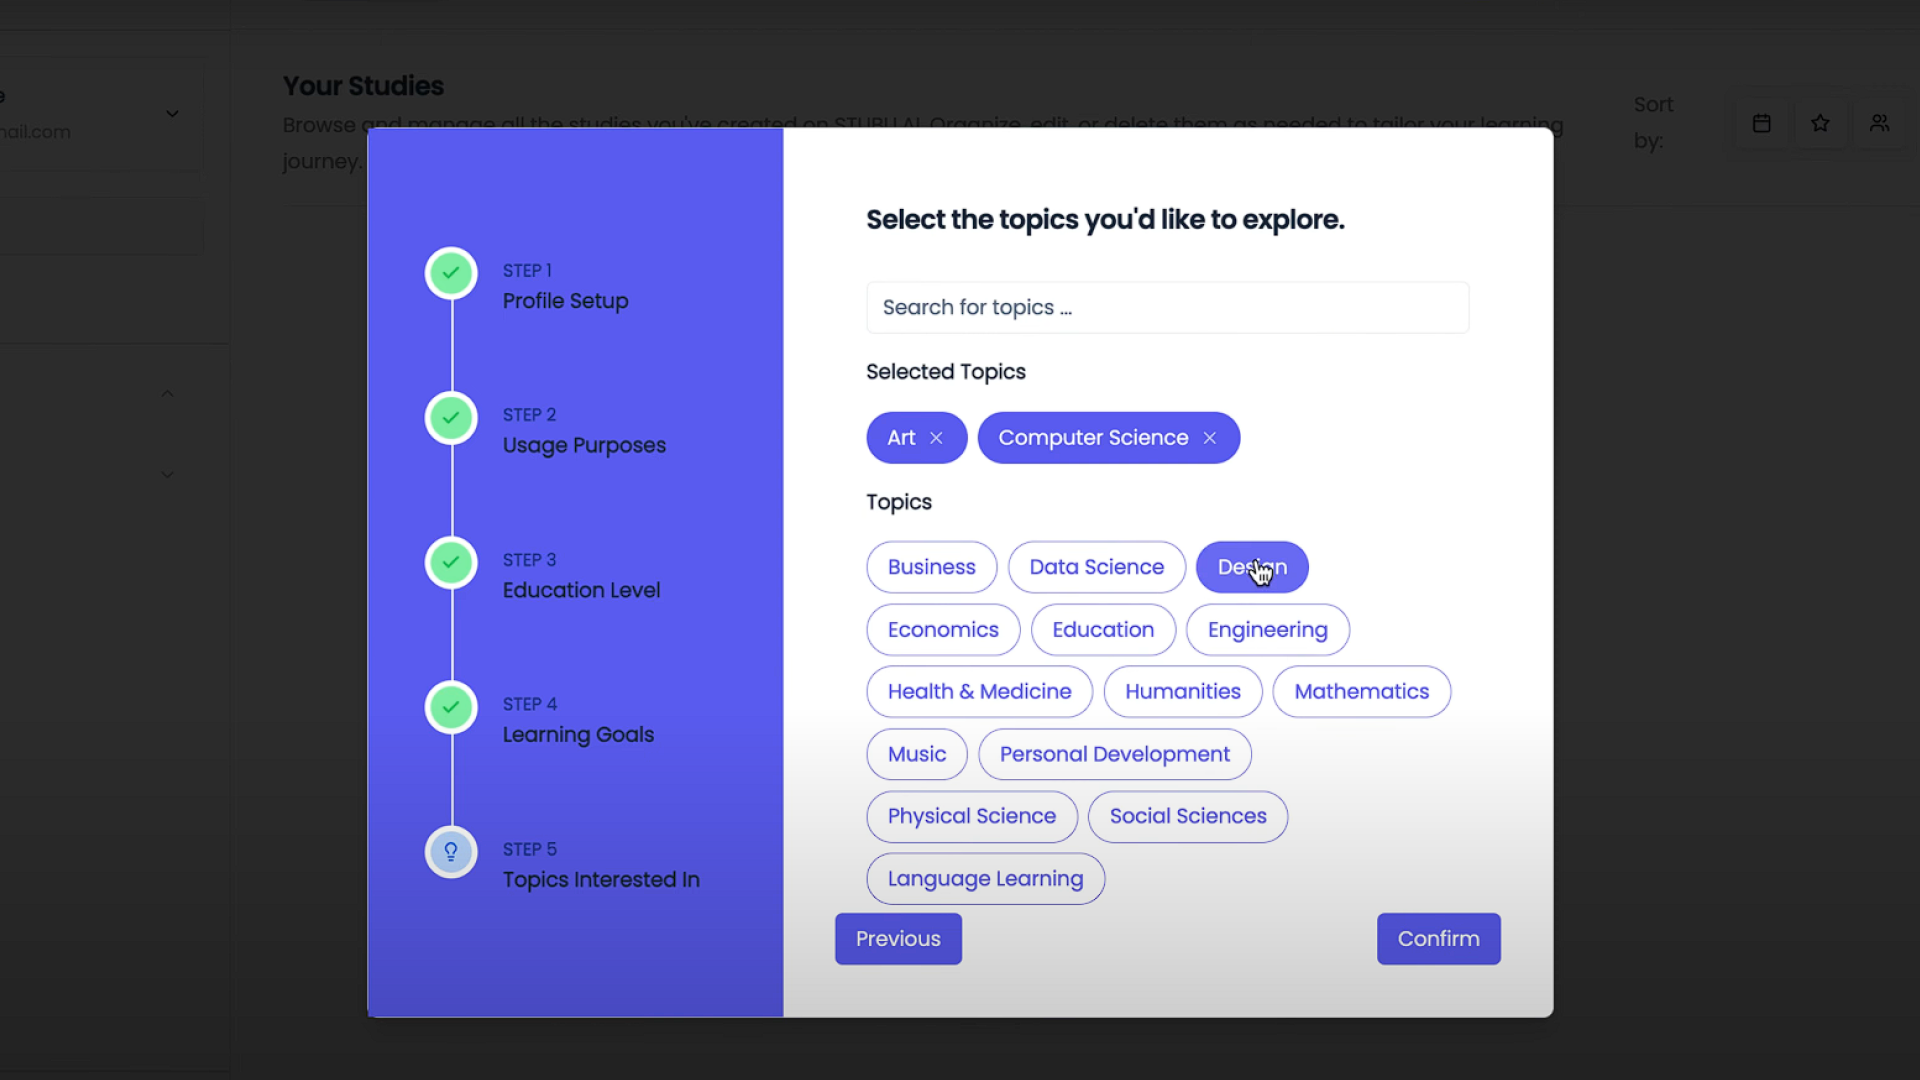 Your Studies
Browse and manage all the studies you've created on STUBLI.AI. Organize, edit, or delete them as needed to tailor your learning
journey.
Sort
by:
e
nail.com
STEP 1
Profile Setup
STEP 2
Usage Purposes
STEP 3
Education Level
STEP 4
Learning Goals
STEP 5
Topics Interested In
Select the topics you'd like to explore.
Search for topics ...
Selected Topics
Art
Computer Science
Topics
Business Data Science Design
Economics Education Engineering
Health & Medicine Humanities Mathematics
Music Personal Development
Physical Science Social Sciences
Language Learning
Previous Confirm